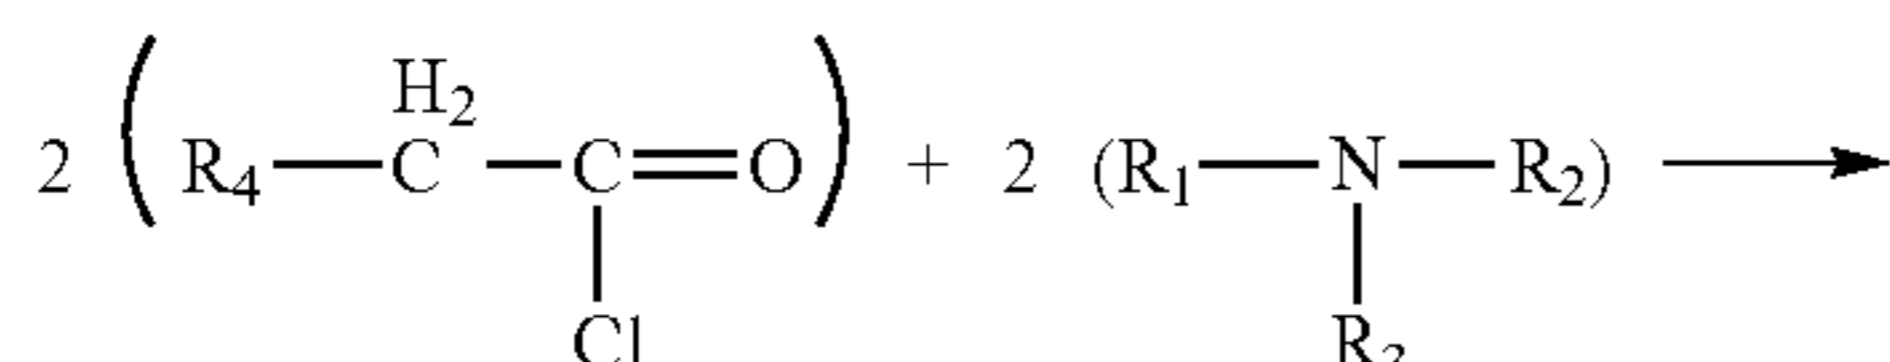 H2
2 ( R4—C—C=O ) + 2 (R1—N—R2) ⟶
Cl R3